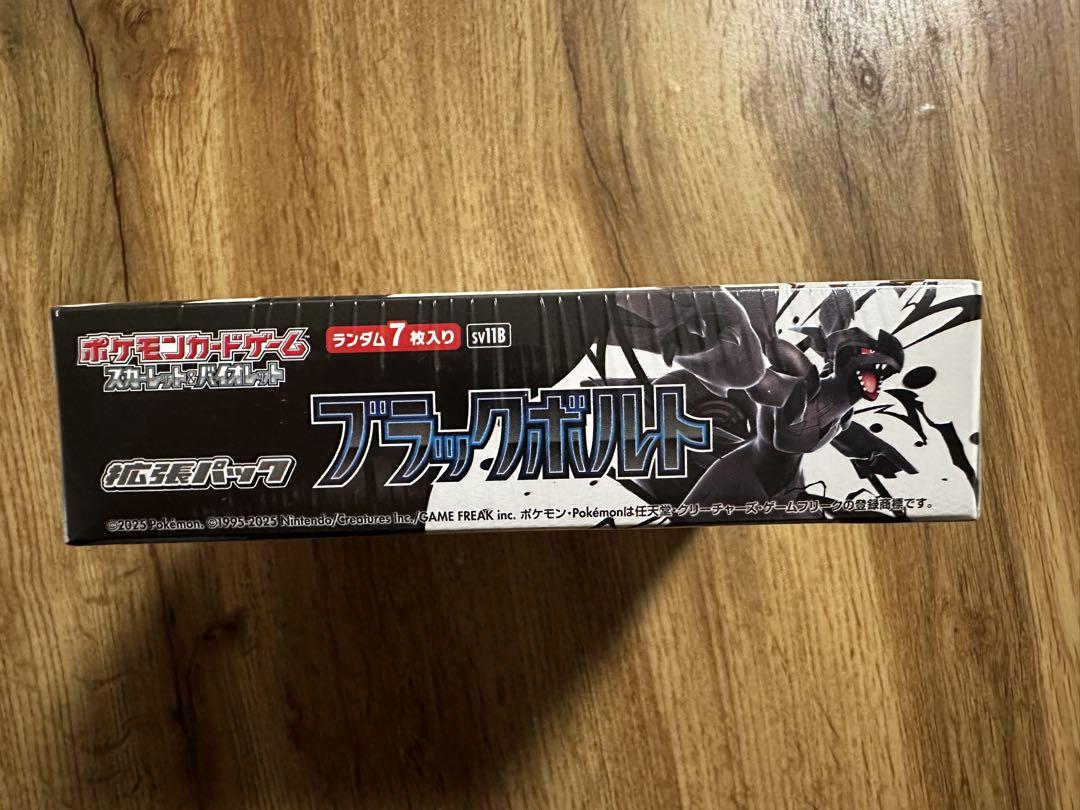 ポケモンカードゲーム
スカーレット&バイオレット
ランダム7枚入り
SV11B
拡張パック
ブラックボルト
©2025 Pokémon. ©1995-2025 Nintendo/Creatures Inc./GAME FREAK inc. ポケモン・Pokémonは任天堂・クリーチャーズ・ゲームフリークの登録商標です。